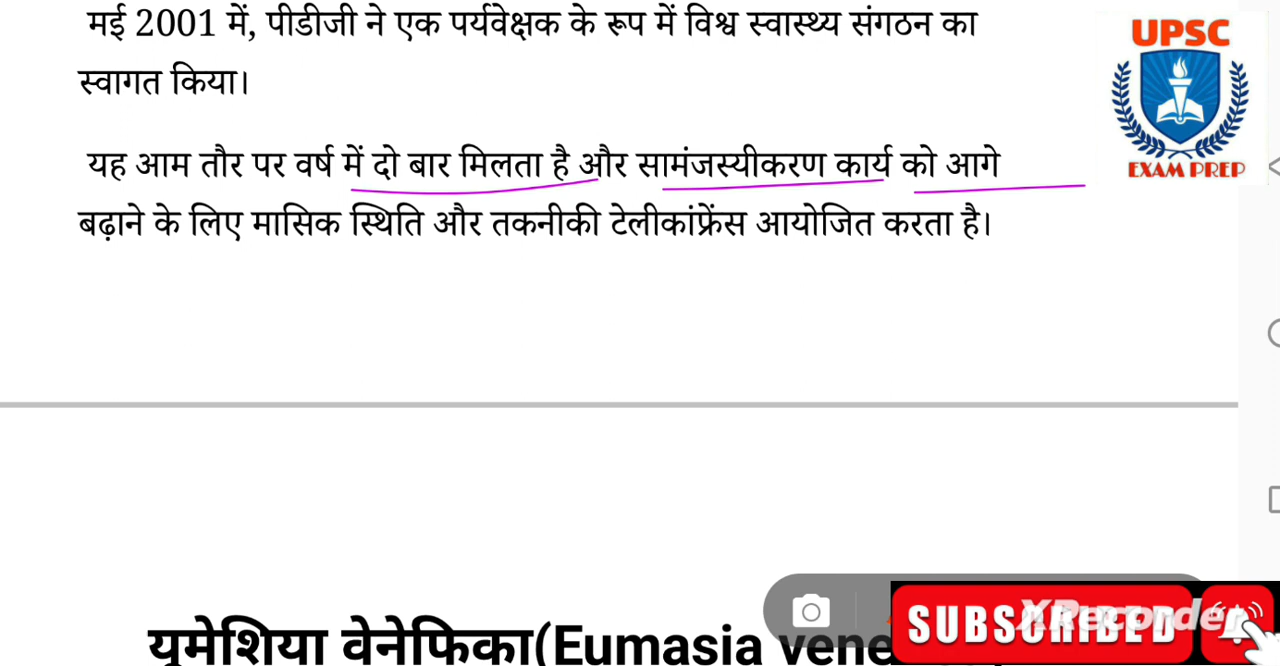 मई 2001 में, पीडीजी ने एक पर्यवेक्षक के रूप में विश्व स्वास्थ्य संगठन का
स्वागत किया।
UPSC
EXAM PREP
यह आम तौर पर वर्ष में दो बार मिलता है और सामंजस्यीकरण कार्य को आगे
बढ़ाने के लिए मासिक स्थिति और तकनीकी टेलीकांफ्रेंस आयोजित करता है।
यूमेशिया वेनेफिका(Eumasia
SUBSCRIBED
XRecorder